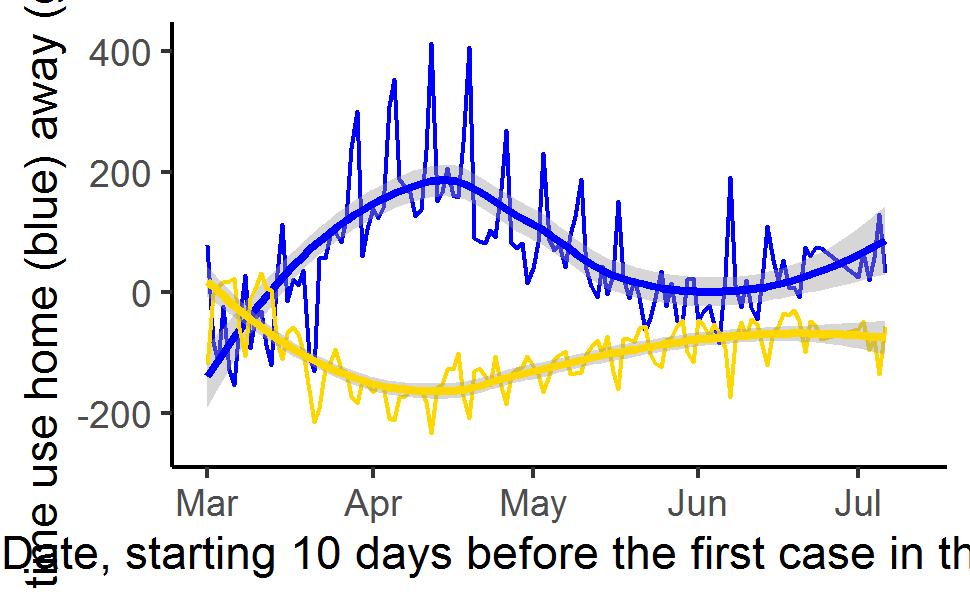 time use home (blue) away (
400
200
0
-200
Mar Apr May Jun Jul
Date, starting 10 days before the first case in th